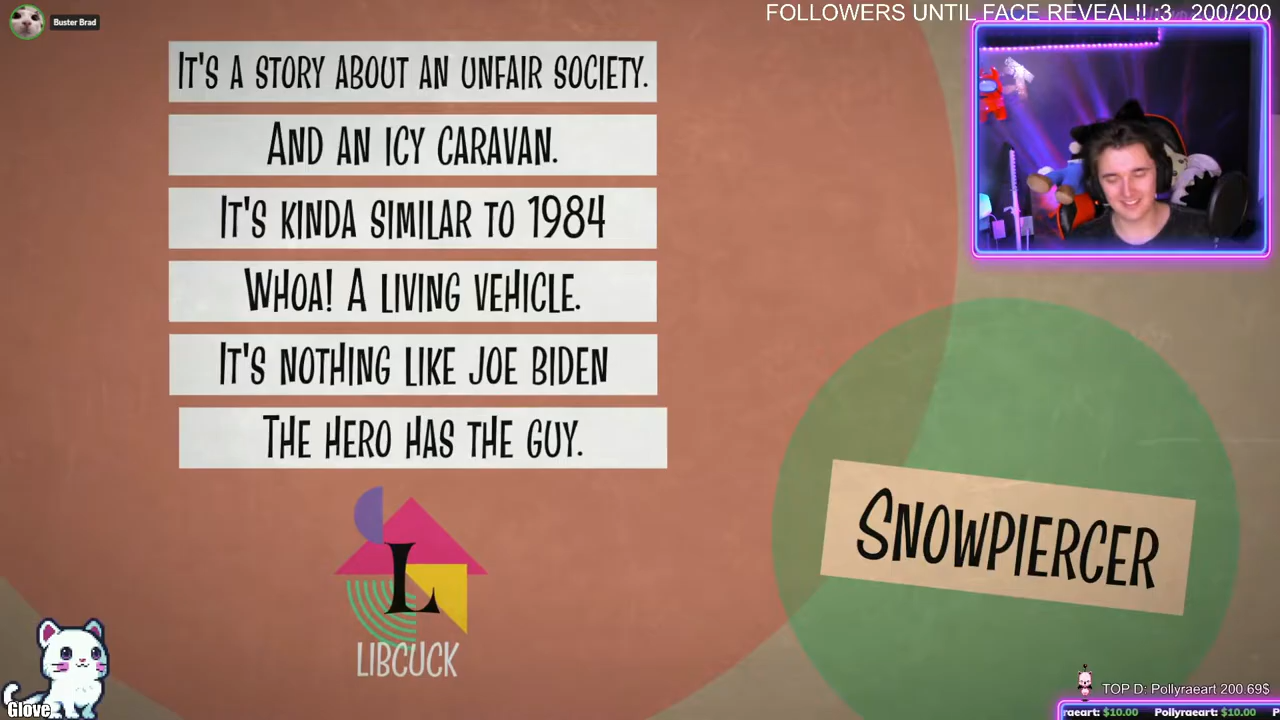 Buster Brad
FOLLOWERS UNTIL FACE REVEAL!! :3 200/200
IT'S A STORY ABOUT AN UNFAIR SOCIETY.
AND AN ICY CARAVAN.
IT'S KINDA SIMILAR TO 1984
WHOA! A LIVING VEHICLE.
IT'S NOTHING LIKE JOE BIDEN
THE HERO HAS THE GUY.
L
LIBCUCK
SNOWPIERCER
Glove
TOP D: Pollyraeart 200.69$
raeart: $10.00 Pollyraeart: $10.00 P